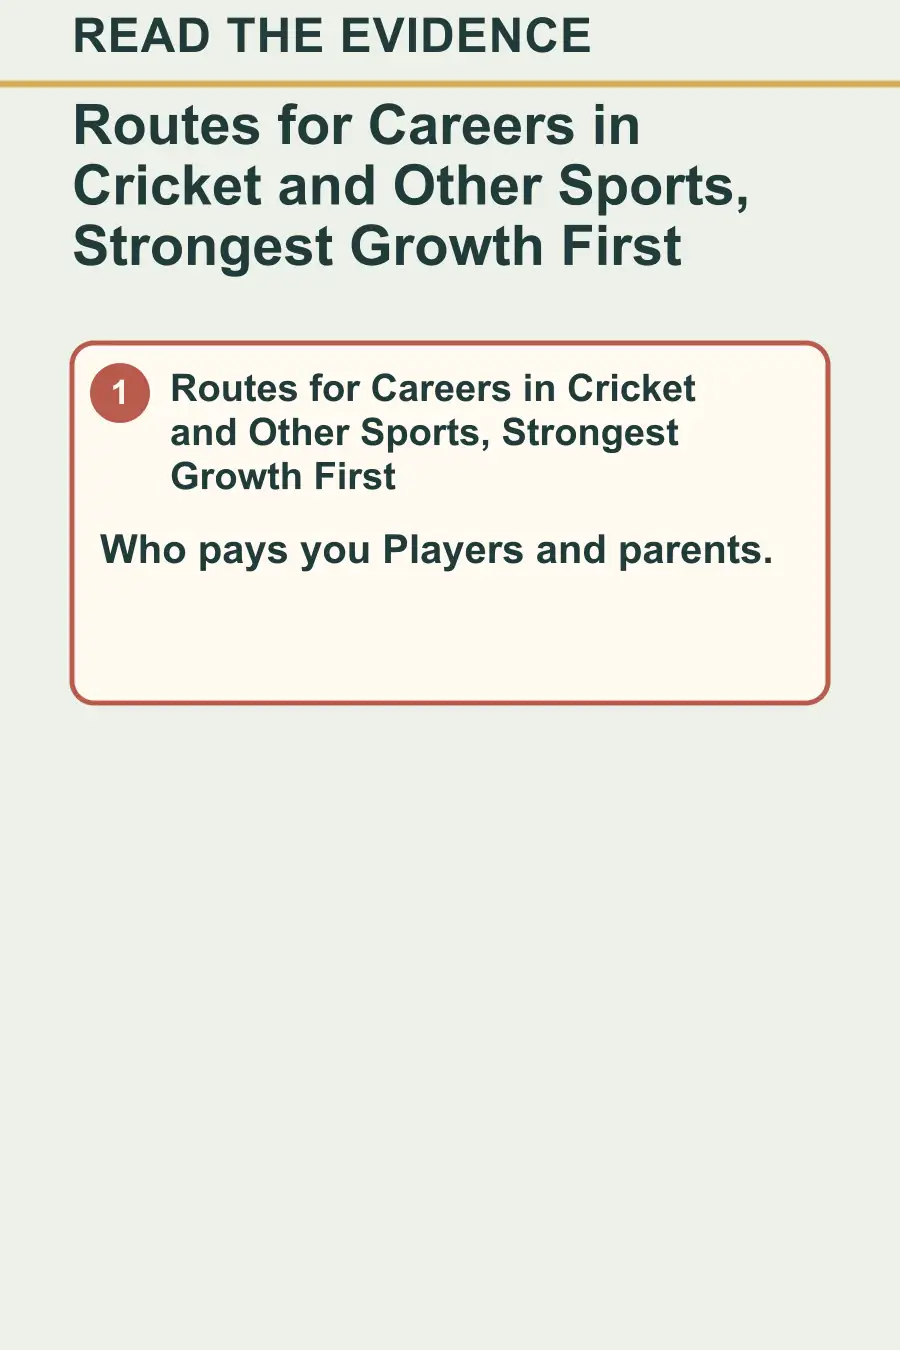 READ THE EVIDENCE
Routes for Careers in
Cricket and Other Sports,
Strongest Growth First
1
Routes for Careers in Cricket
and Other Sports, Strongest
Growth First
Who pays you Players and parents.